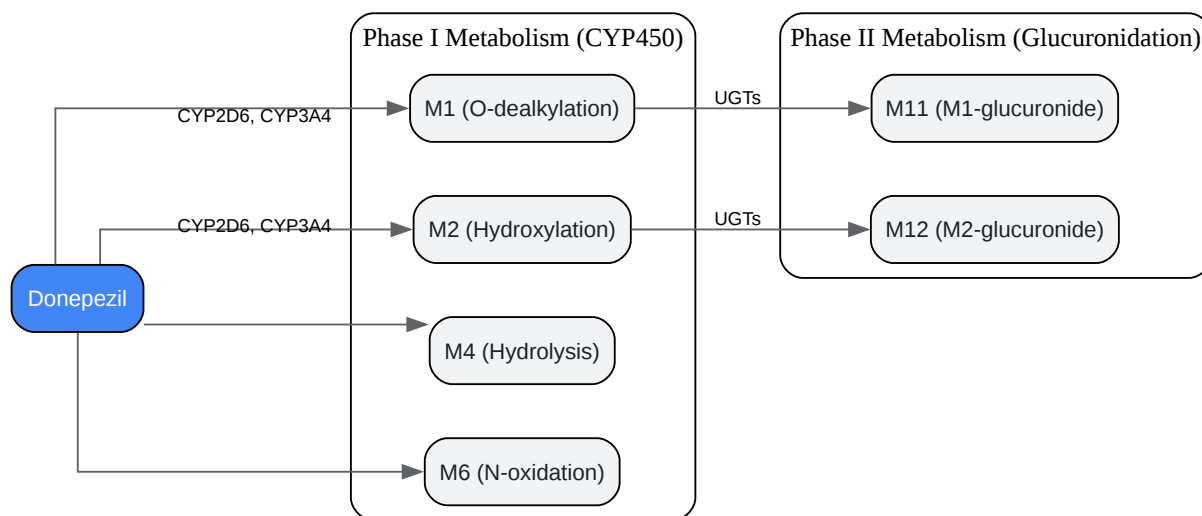 Phase I Metabolism (CYP450)
Phase II Metabolism (Glucuronidation)
M1 (O-dealkylation)
UGTs
M11 (M1-glucuronide)
CYP2D6, CYP3A4
CYP2D6, CYP3A4
M2 (Hydroxylation)
UGTs
M12 (M2-glucuronide)
Donepezil
M4 (Hydrolysis)
M6 (N-oxidation)